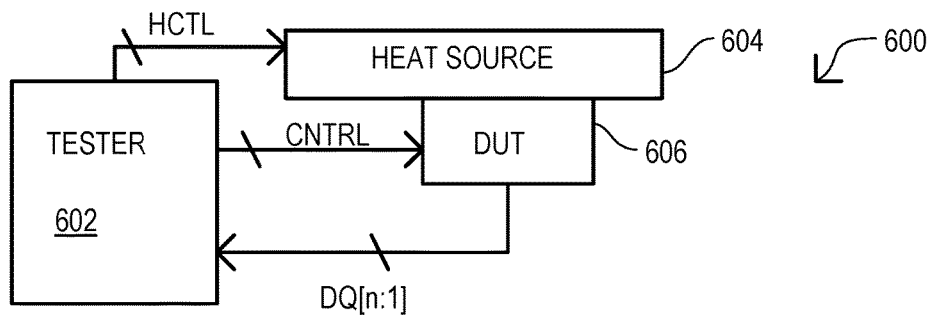 HCTL
HEAT SOURCE
604
600
TESTER
602
CNTRL
DUT
606
DQ[n:1]